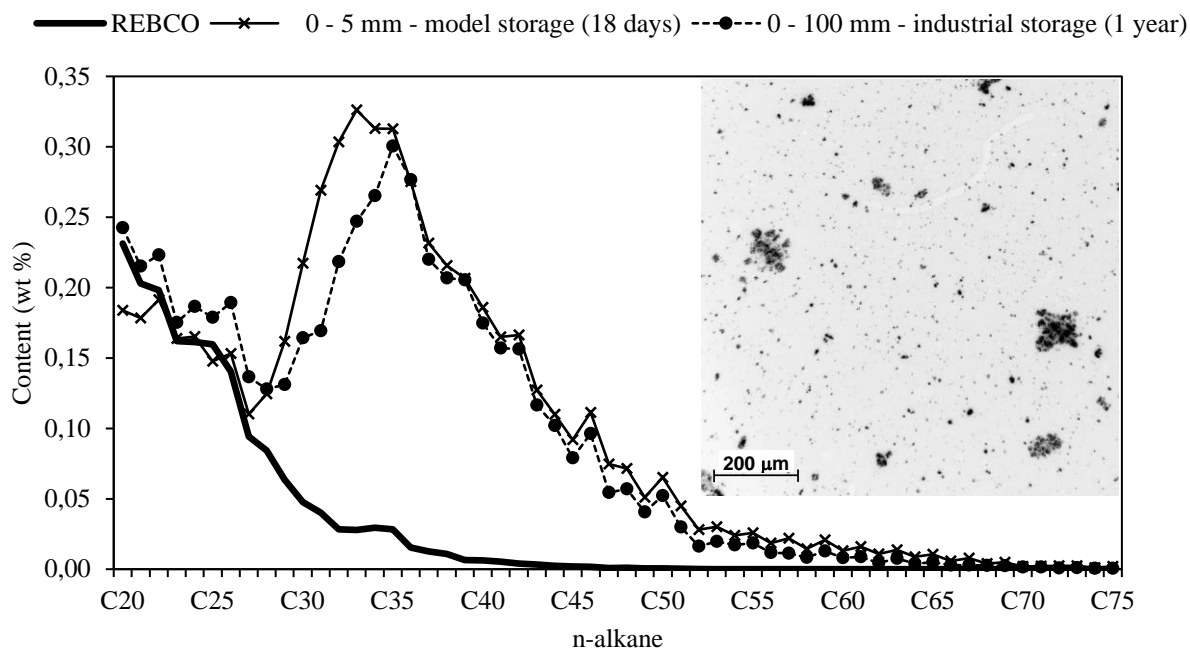 REBCO 0 - 5 mm - model storage (18 days) 0 - 100 mm - industrial storage (1 year)
0,35
0,30
0,25
0,20
0,15
0,10
0,05
0,00
Content (wt %)
200 µm
C20 C25 C30 C35 C40 C45 C50 C55 C60 C65 C70 C75
n-alkane